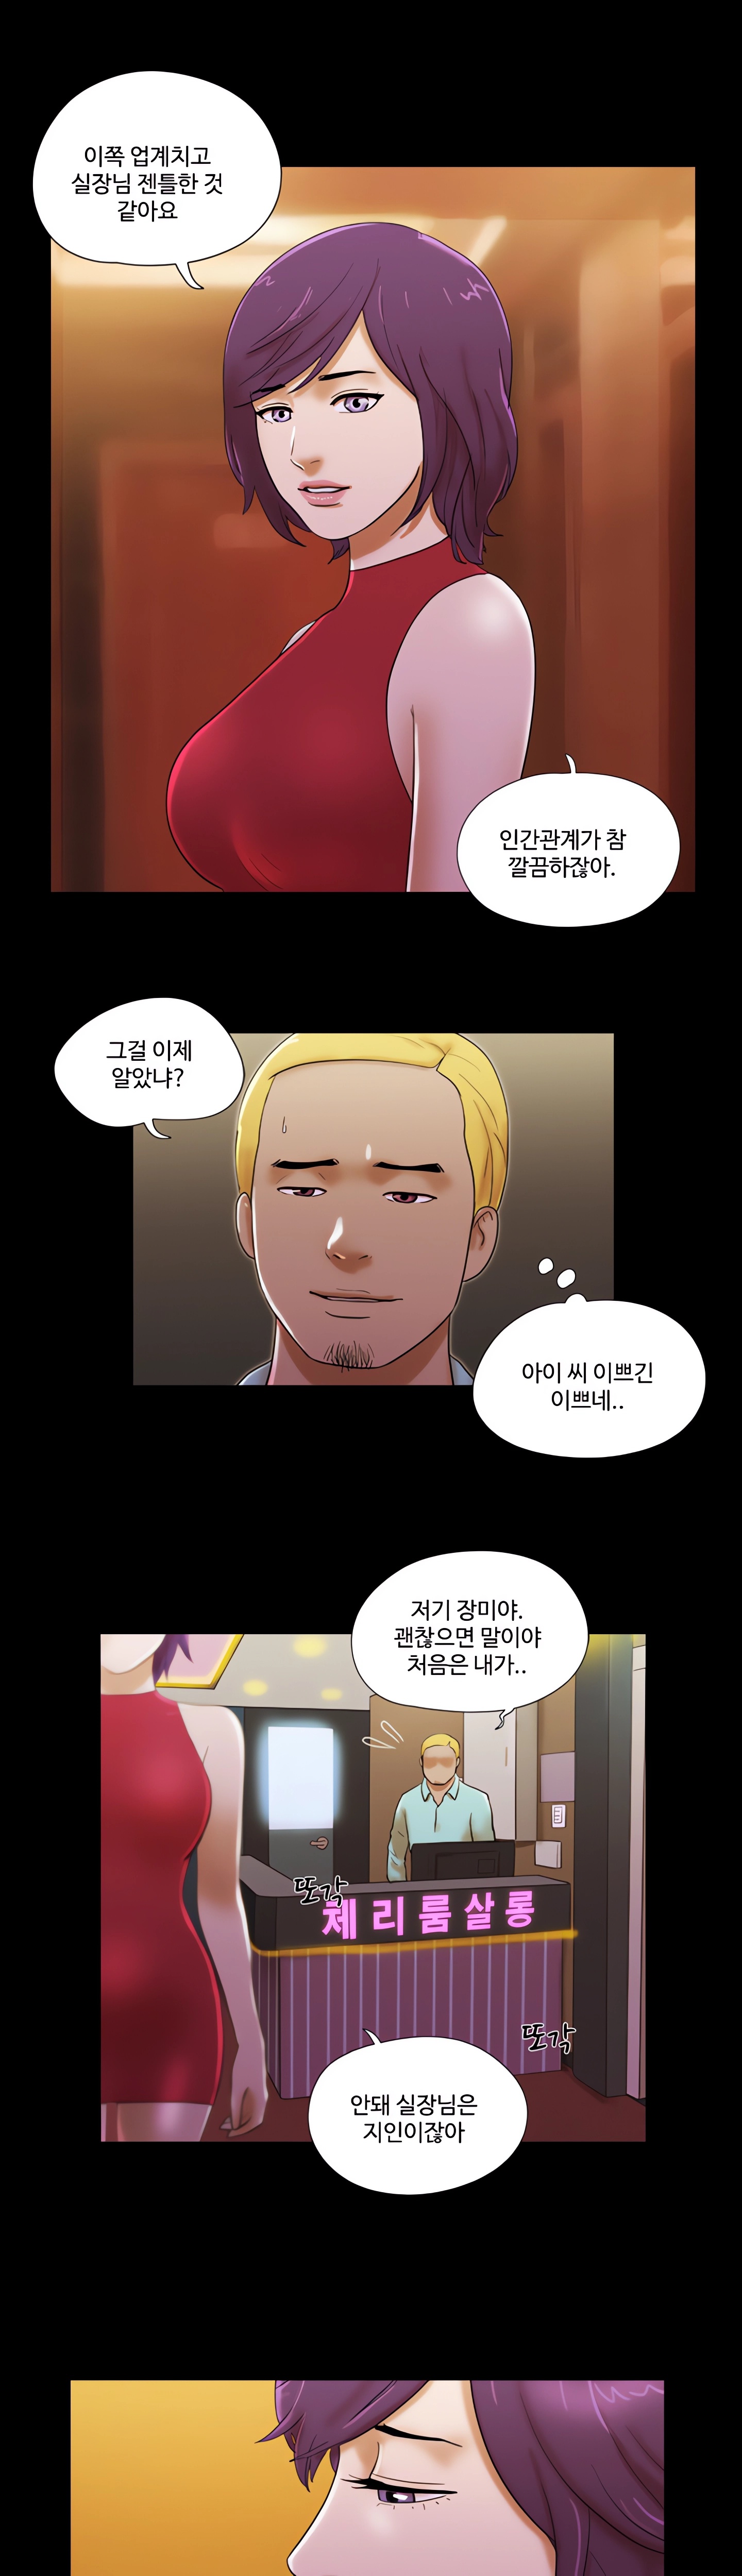 이쪽 업계치고
실장님 젠틀한 것
같아요
인간관계가 참
깔끔하잖아.
그걸 이제
알았냐?
아이 씨 이쁘긴
이쁘네..
저기 장미야.
괜찮으면 말이야
처음은 내가..
또각
체리룸살롱
또각
안돼 실장님은
지인이잖아